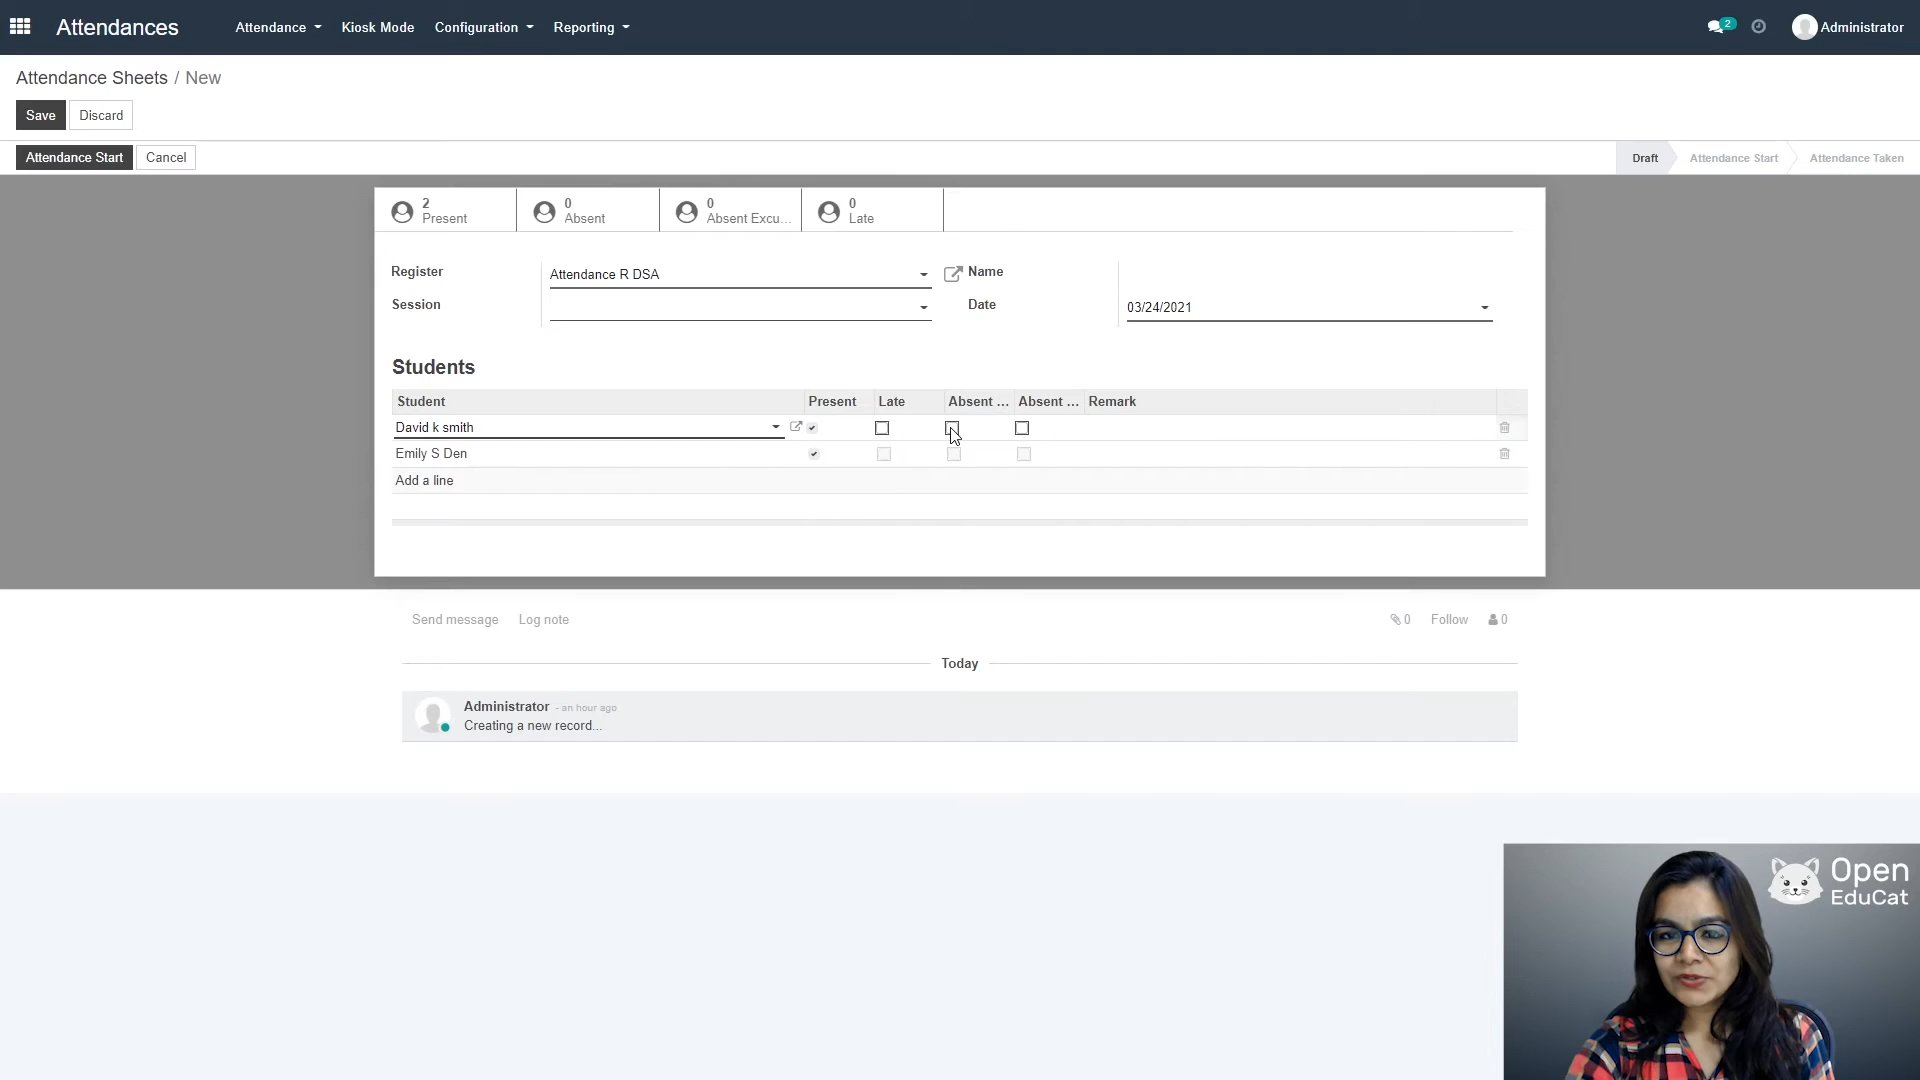 Attendances
Attendance
Kiosk Mode
Configuration
Reporting
2
Administrator
Attendance Sheets / New
Save
Discard
Attendance Start
Cancel
Draft
Attendance Start
Attendance Taken
2
Present
0
Absent
0
Absent Excu...
0
Late
Register
Attendance R DSA
Name
Session
Date
03/24/2021
Students
Student
Present
Late
Absent ...
Absent ...
Remark
David k smith
Emily S Den
Add a line
Send message
Log note
0
Follow
0
Today
Administrator - an hour ago
Creating a new record...
Open
EduCat